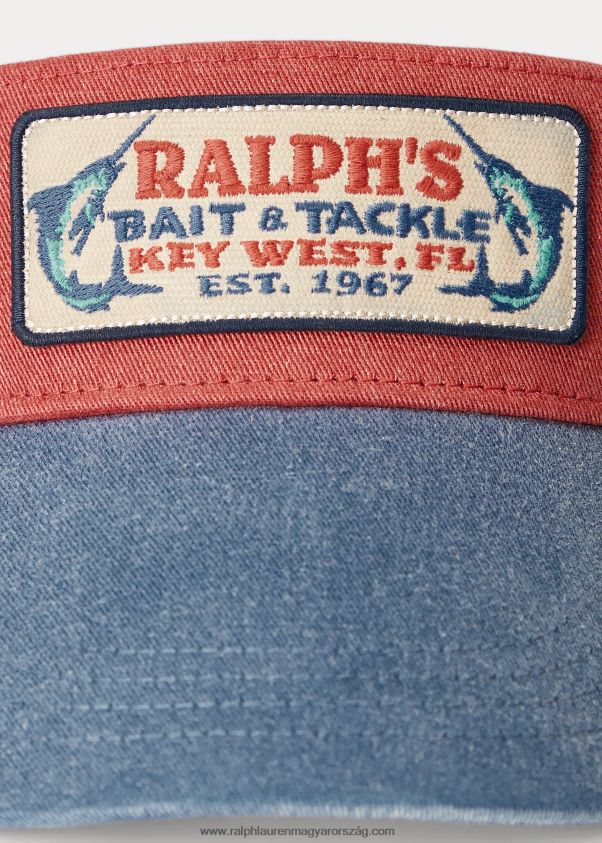 RALPH'S
BAIT & TACKLE
KEY WEST, FL
EST. 1967
www.ralphlaurenmagyarország.com